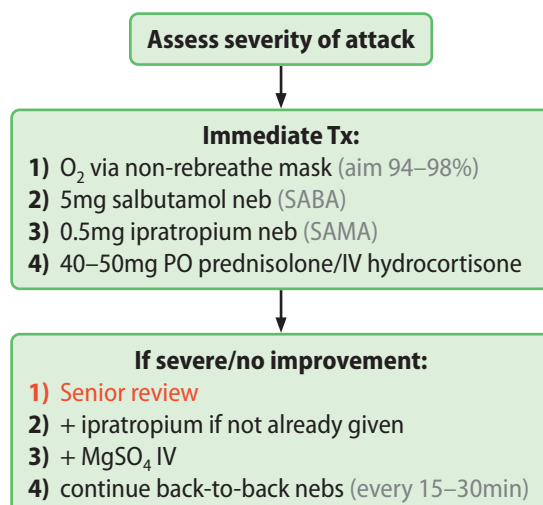 Assess severity of attack
Immediate Tx:
1) O₂ via non-rebreathe mask (aim 94–98%)
2) 5mg salbutamol neb (SABA)
3) 0.5mg ipratropium neb (SAMA)
4) 40–50mg PO prednisolone/IV hydrocortisone
If severe/no improvement:
1) Senior review
2) + ipratropium if not already given
3) + MgSO₄ IV
4) continue back-to-back nebs (every 15–30min)